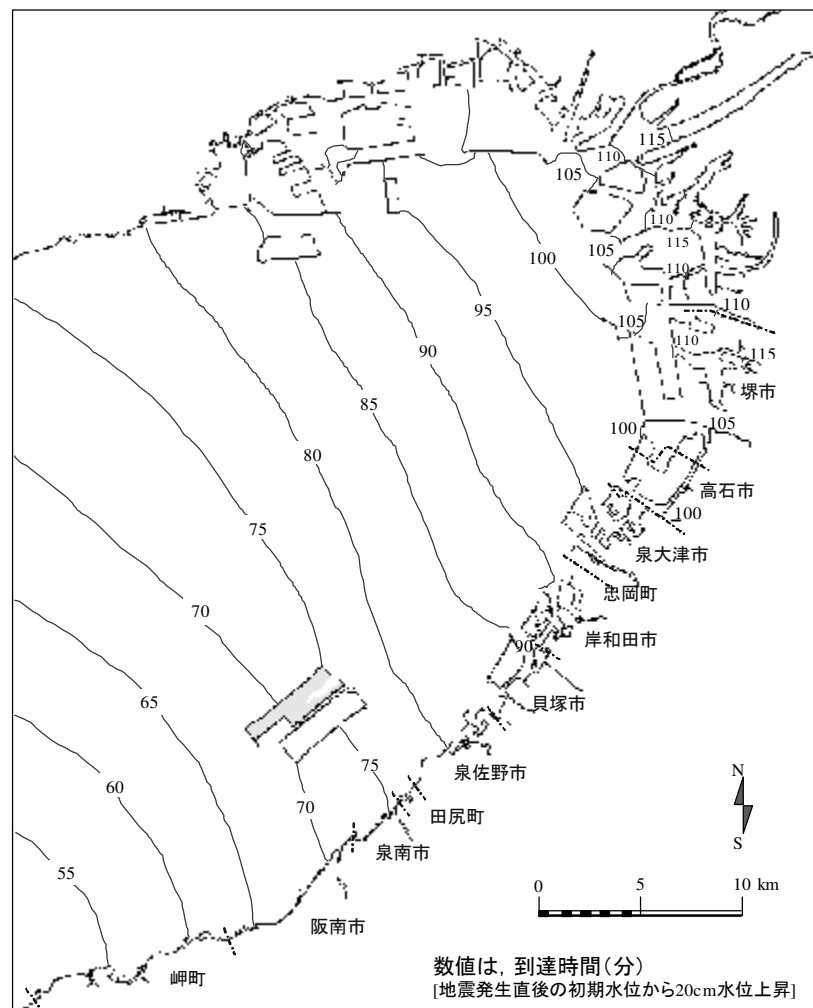 115
110
105
115
110
105
100
115
110
95
110
105
90
110
115
85
堺市
100
105
80
高石市
100
75
泉大津市
忠岡町
70
岸和田市
90
貝塚市
65
泉佐野市
75
60
70
田尻町
泉南市
N
S
55
阪南市
0 5 10 km
岬町
数値は，到達時間（分）
[地震発生直後の初期水位から20cm水位上昇]